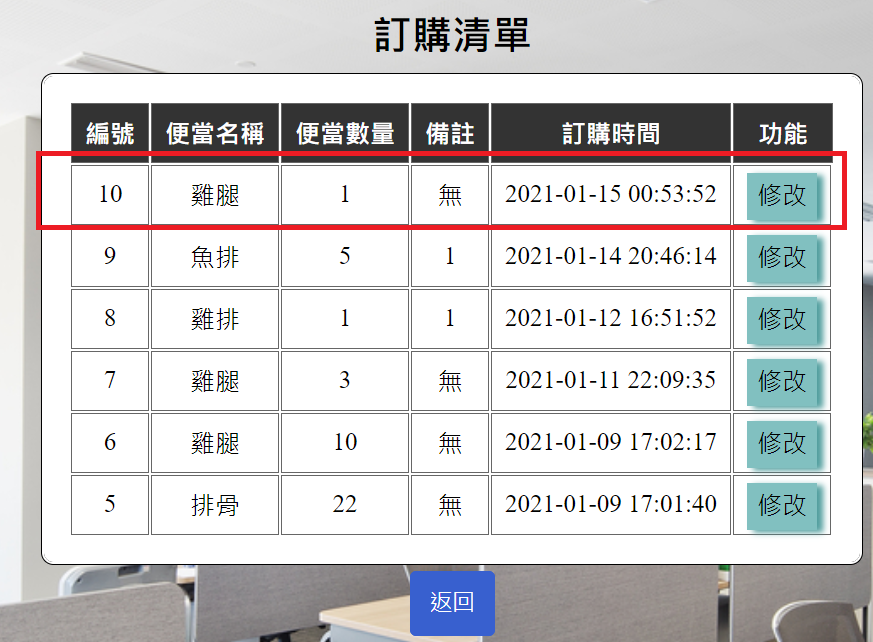 訂購清單
編號 便當名稱 便當數量 備註 訂購時間 功能
10 雞腿 1 無 2021-01-15 00:53:52 修改
9 魚排 5 1 2021-01-14 20:46:14 修改
8 雞排 1 1 2021-01-12 16:51:52 修改
7 雞腿 3 無 2021-01-11 22:09:35 修改
6 雞腿 10 無 2021-01-09 17:02:17 修改
5 排骨 22 無 2021-01-09 17:01:40 修改
返回